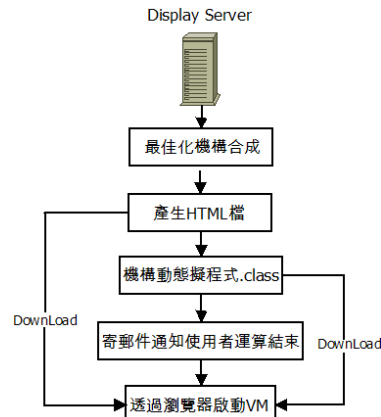 Display Server
最佳化機構合成
產生HTML檔
機構動態擬程式.class
DownLoad
寄郵件通知使用者運算結束
DownLoad
透過瀏覽器啟動VM